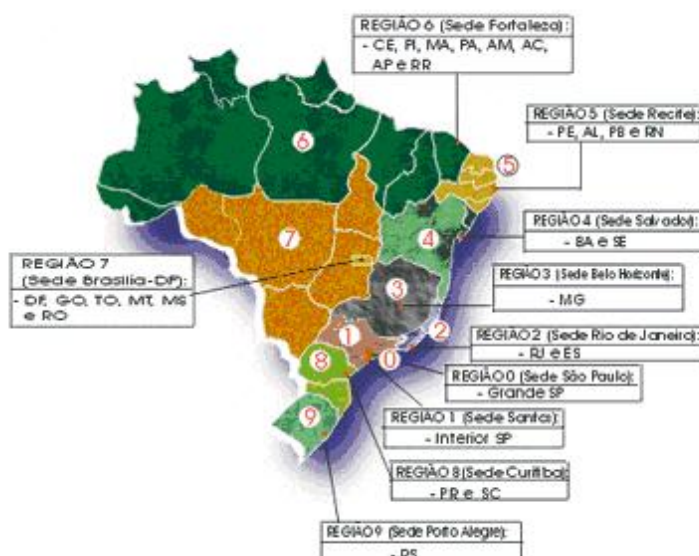 REGIÃO 6 (Sede Fortaleza):
- CE, PI, MA, PA, AM, AC,
AP e RR
REGIÃO 5 (Sede Recife):
- PE, AL, PB e RN
REGIÃO 4 (Sede Salvador):
- BA e SE
REGIÃO 3 (Sede Belo Horizonte):
- MG
REGIÃO 2 (Sede Rio de Janeiro):
- RJ e ES
REGIÃO 0 (Sede São Paulo):
- Grande SP
REGIÃO 1 (Sede Santos):
- Interior SP
REGIÃO 8 (Sede Curitiba):
- PR e SC
REGIÃO 9 (Sede Porto Alegre):
- RS
REGIÃO 7
(Sede Brasília-DF):
- DF, GO, TO, MT, MS
e RO
6
5
7
4
3
2
1
0
8
9